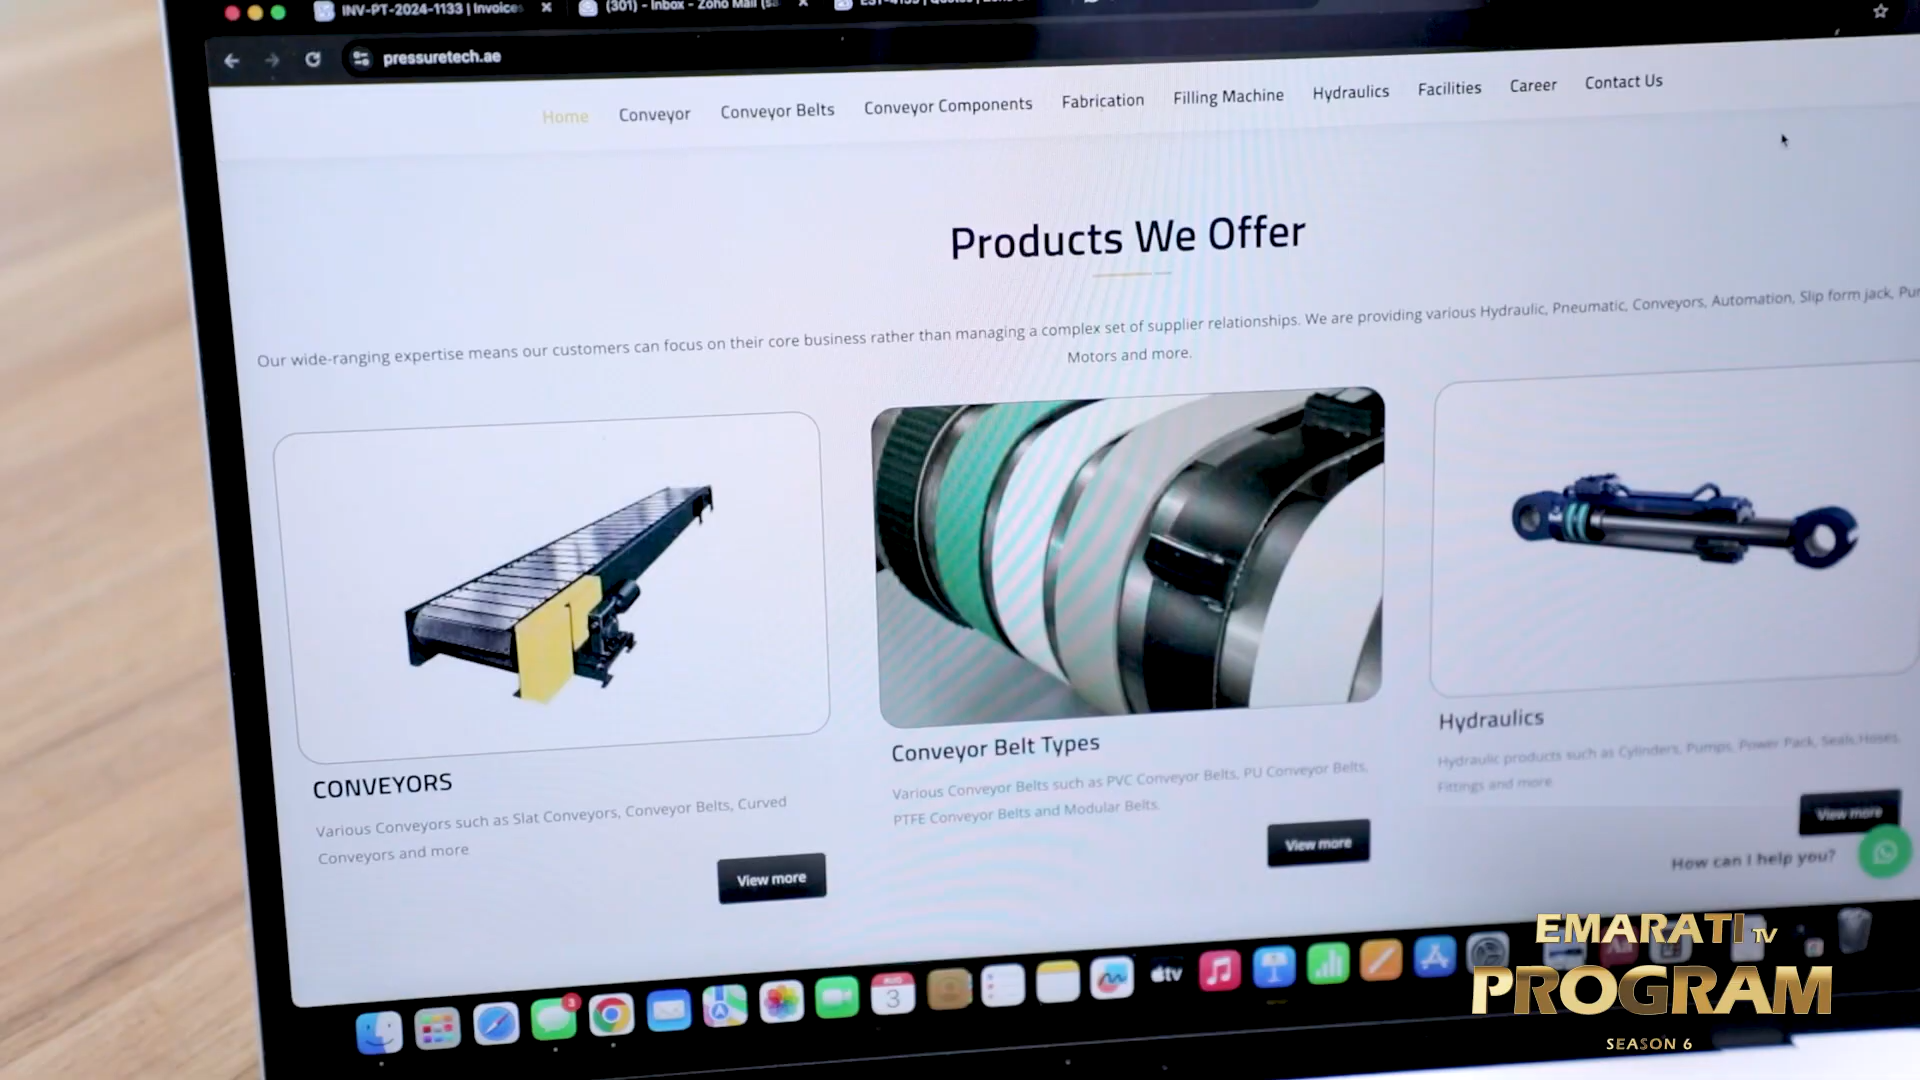 INV-PT-2024-1133 | Invoices
(301) - Inbox - Zoho Mail (sa
pressuretech.ae
Home Conveyor Conveyor Belts Conveyor Components Fabrication Filling Machine Hydraulics Facilities Career Contact Us
Products We Offer
Our wide-ranging expertise means our customers can focus on their core business rather than managing a complex set of supplier relationships. We are providing various Hydraulic, Pneumatic, Conveyors, Automation, Slip form jack,
Motors and more.
CONVEYORS
Various Conveyors such as Slat Conveyors, Conveyor Belts, Curved
Conveyors and more
View more
Conveyor Belt Types
Various Conveyor Belts such as PVC Conveyor Belts, PU Conveyor Belts,
PTFE Conveyor Belts and Modular Belts.
View more
Hydraulics
Hydraulic products such as Cylinders, Pumps, Power Pack, Seals,Hoses,
Fittings and more
View more
How can I help you?
AUG
3
3
tv
EMARATI TV
PROGRAM
SEASON 6